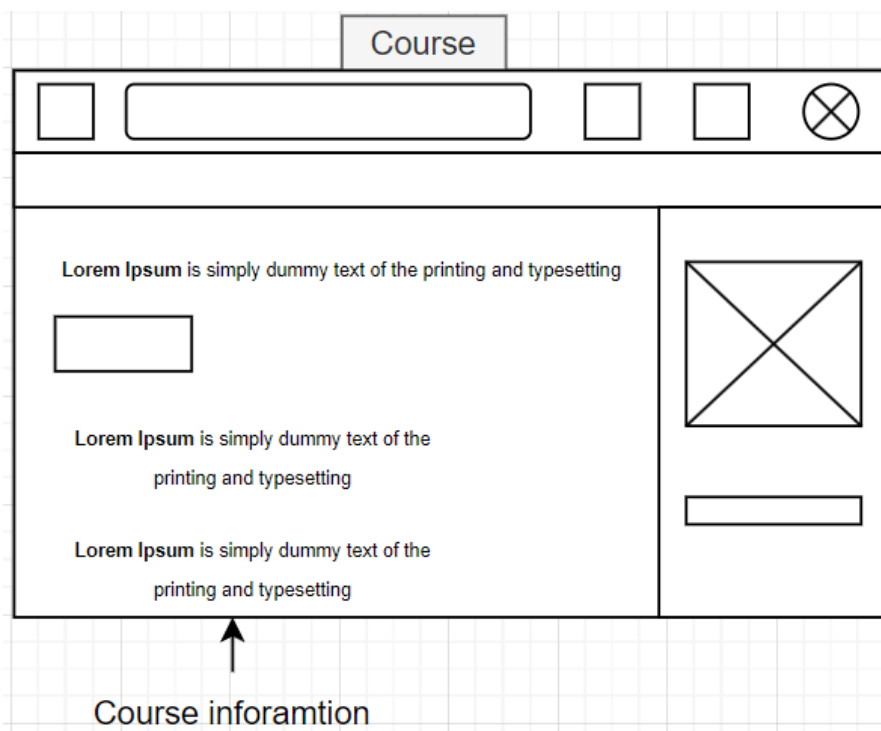 Course
Lorem Ipsum is simply dummy text of the printing and typesetting
Lorem Ipsum is simply dummy text of the
printing and typesetting
Lorem Ipsum is simply dummy text of the
printing and typesetting
Course inforamtion